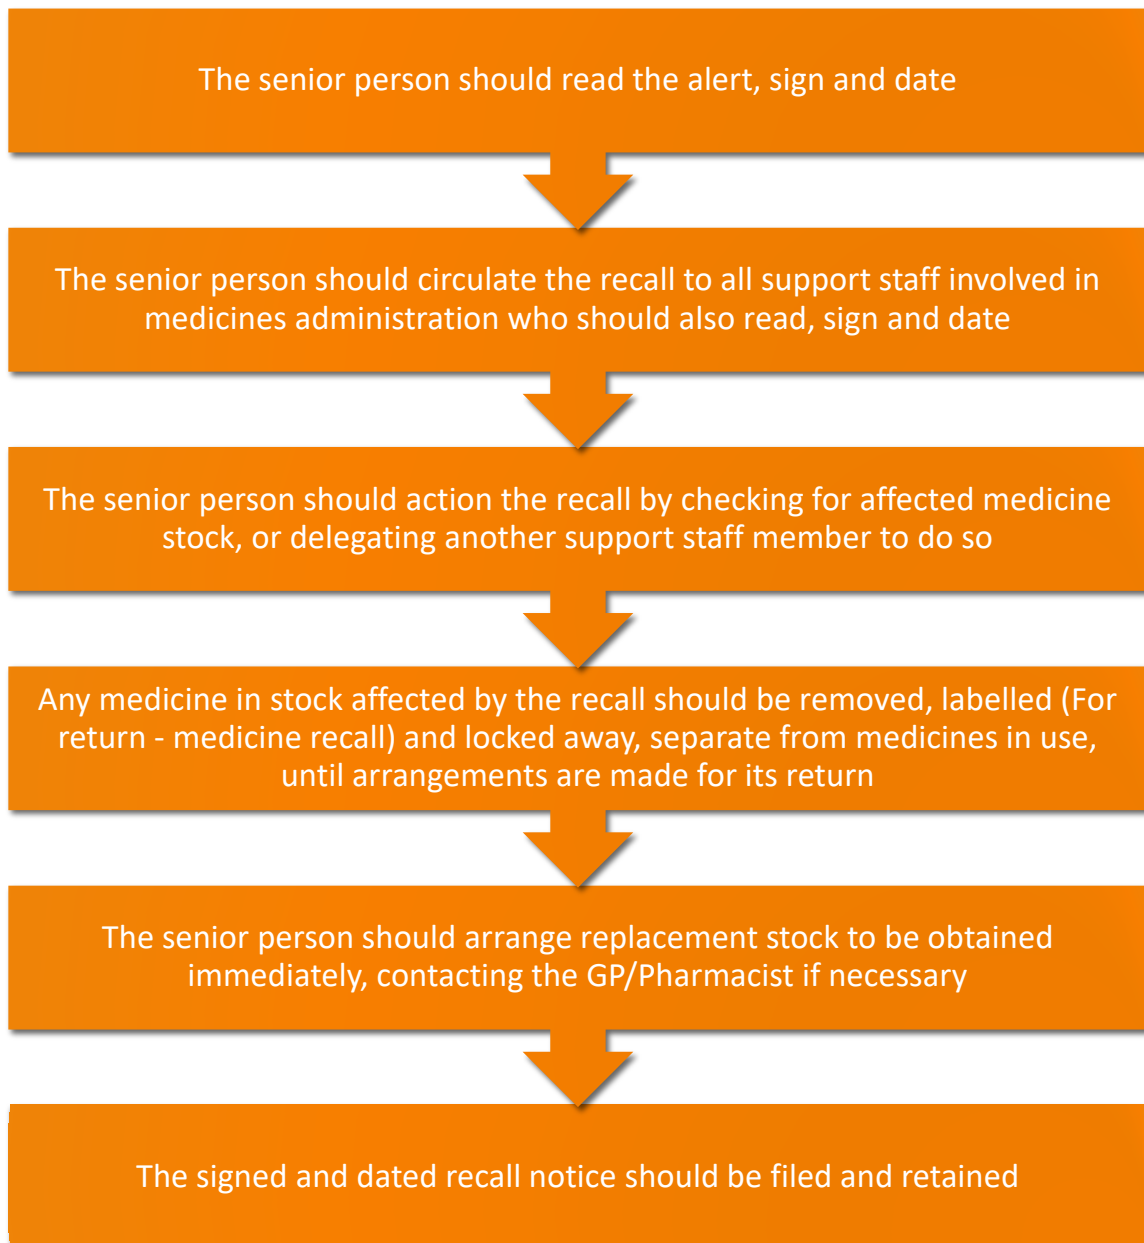 The senior person should read the alert, sign and date
The senior person should circulate the recall to all support staff involved in
medicines administration who should also read, sign and date
The senior person should action the recall by checking for affected medicine
stock, or delegating another support staff member to do so
Any medicine in stock affected by the recall should be removed, labelled (For
return - medicine recall) and locked away, separate from medicines in use,
until arrangements are made for its return
The senior person should arrange replacement stock to be obtained
immediately, contacting the GP/Pharmacist if necessary
The signed and dated recall notice should be filed and retained